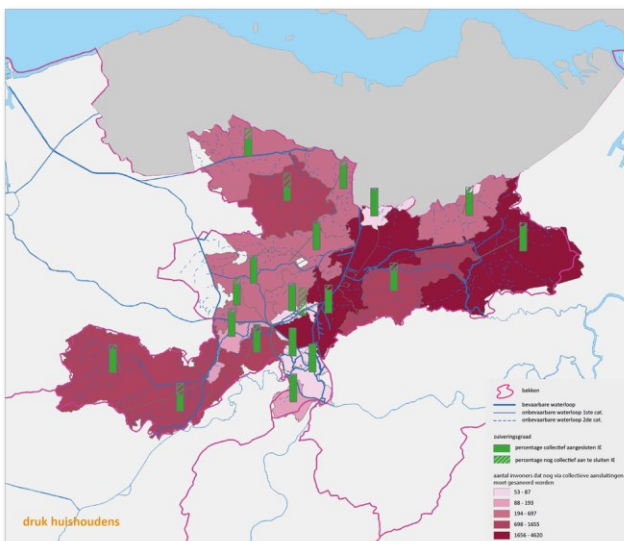 bekken
bevaarbare waterloop
onbevaarbare waterloop 1ste cat.
onbevaarbare waterloop 2de cat.
zuiveringsgraad
percentage collectief aangesloten IE
percentage nog collectief aan te sluiten IE
aantal inwoners dat nog via collectieve aansluitingen
moet gesaneerd worden
53 - 87
88 - 193
194 - 697
698 - 1655
1656 - 4620
druk huishoudens